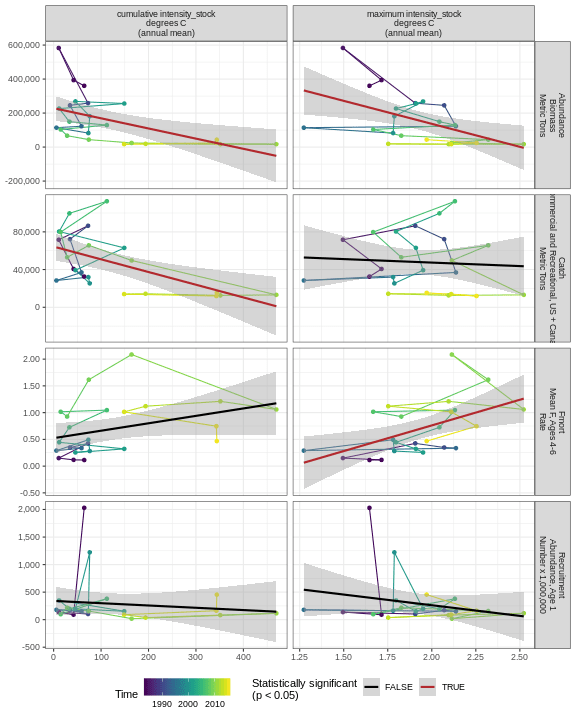 cumulative intensity_stock
degrees C
(annual mean)
maximum intensity_stock
degrees C
(annual mean)
600,000
400,000
200,000
0
-200,000
Abundance
Biomass
Metric Tons
80,000
40,000
0
Catch
mmercial and Recreational, US + Cana
Metric Tons
2.00
1.50
1.00
0.50
0.00
-0.50
Fmort
Mean F, Ages 4-6
Rate
2,000
1,500
1,000
500
0
-500
Recruitment
Abundance, Age 1
Number x 1,000,000
0 100 200 300 400
1.25 1.50 1.75 2.00 2.25 2.50
Time
1990 2000 2010
Statistically significant
(p < 0.05)
FALSE
TRUE